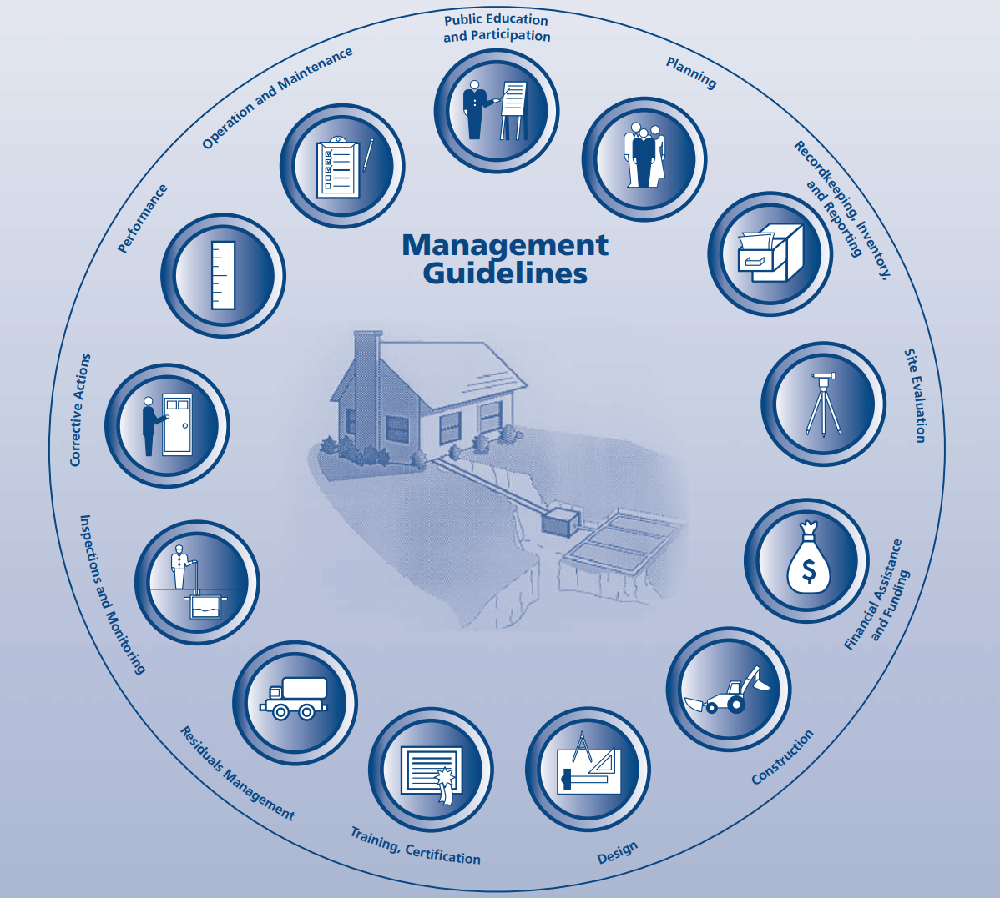 Public Education
and Participation
Planning
Recordkeeping, Inventory,
and Reporting
Site Evaluation
Financial Assistance
and Funding
Construction
Design
Training, Certification
Residuals Management
Inspections and Monitoring
Corrective Actions
Performance
Operation and Maintenance
Management
Guidelines
$